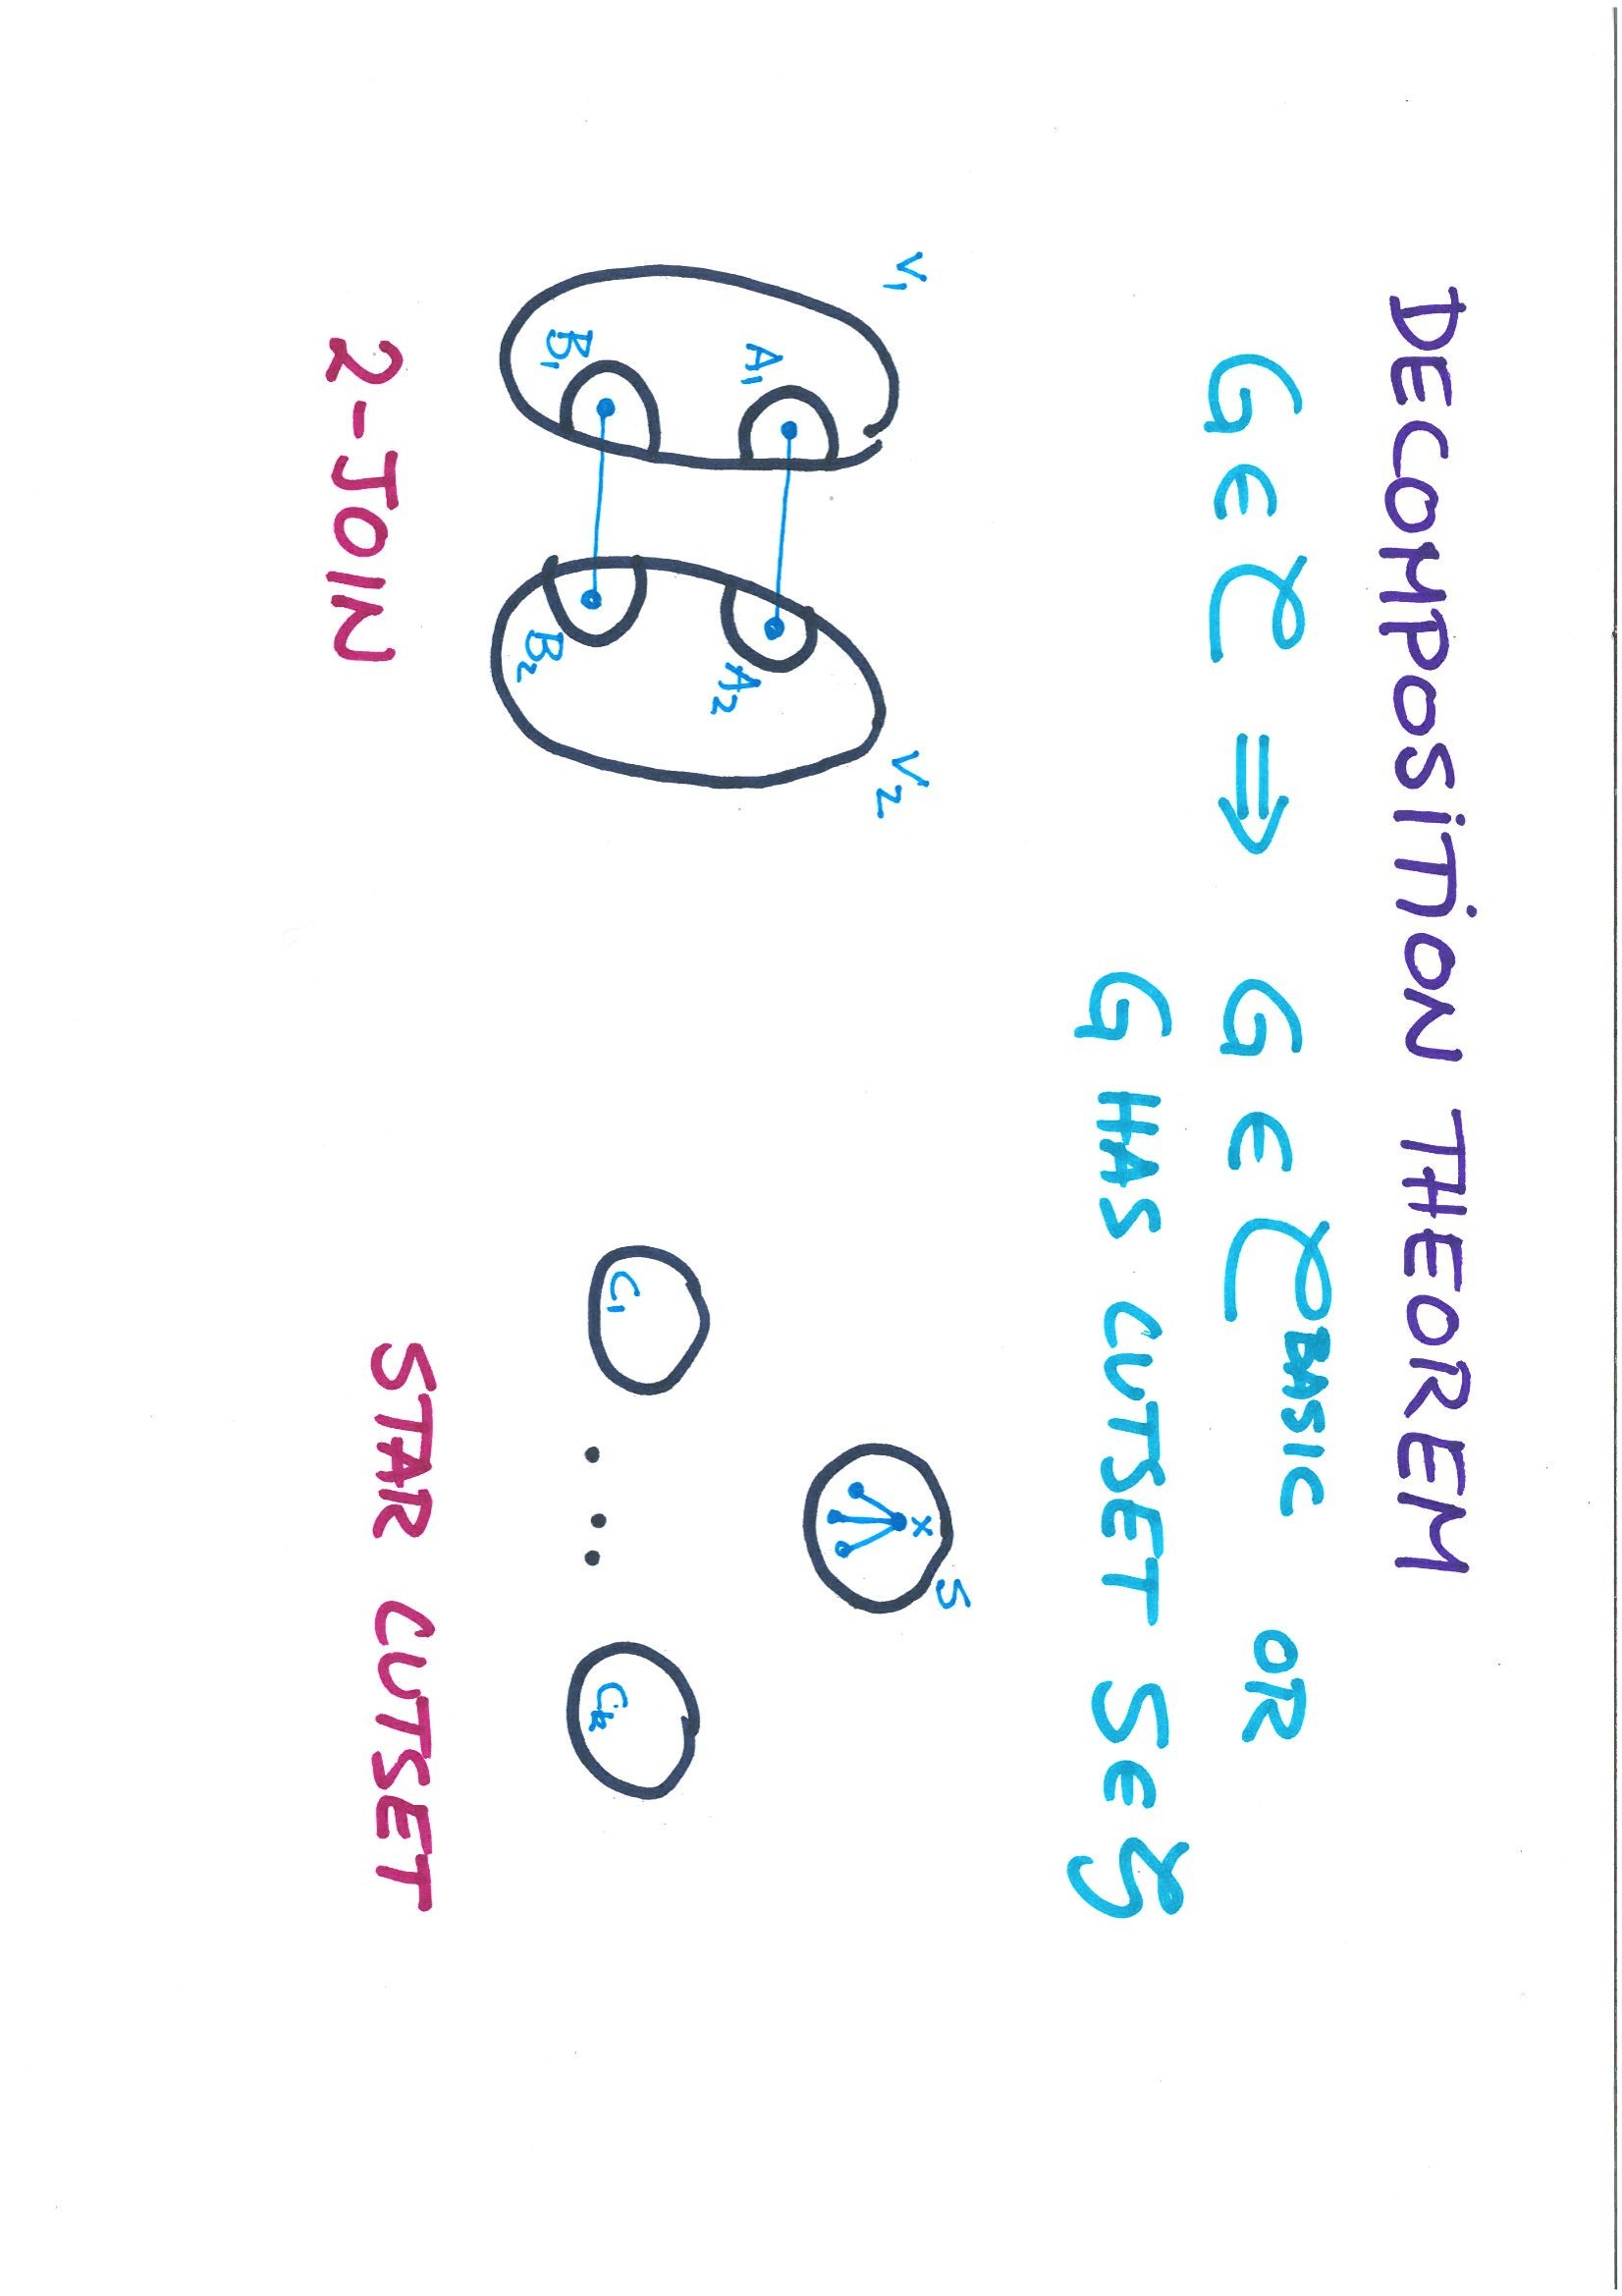 DECOMPOSITION THEOREM
G ∈ 𝒞 ⇒ G ∈ 𝒞BASIC OR
G HAS CUTSET S ∈ 𝒮
V1
V2
A1
A2
B1
B2
2-JOIN
S
x
C1
...
Ck
STAR CUTSET